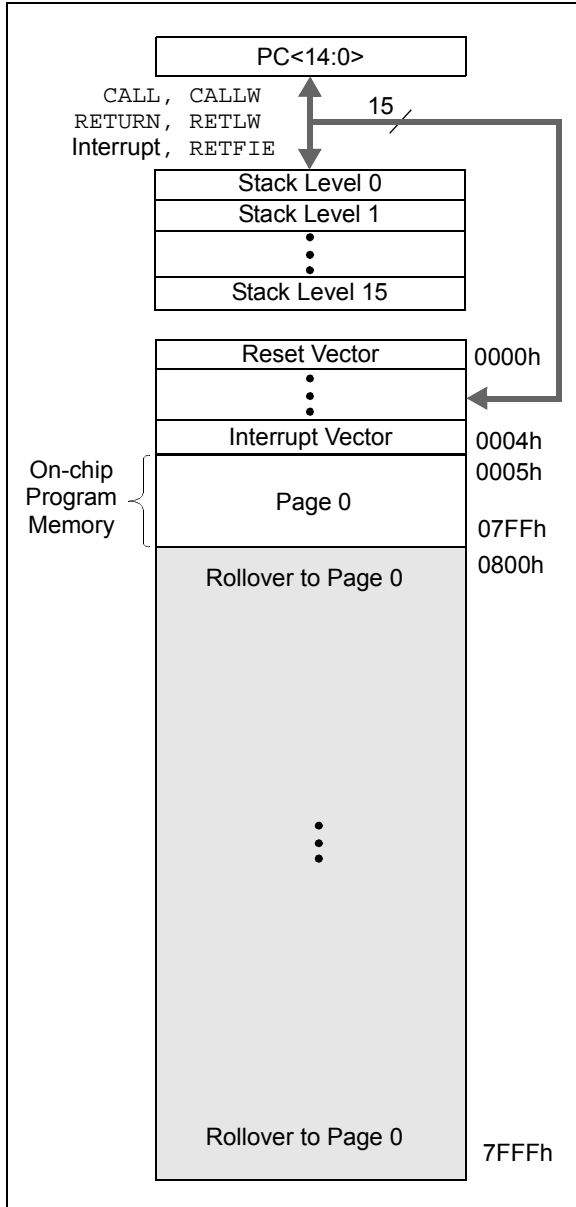 PC<14:0>
CALL, CALLW
RETURN, RETLW
Interrupt, RETFIE
15
Stack Level 0
Stack Level 1
Stack Level 15
Reset Vector
0000h
Interrupt Vector
0004h
On-chip
Program
Memory
0005h
Page 0
07FFh
Rollover to Page 0
0800h
Rollover to Page 0
7FFFh